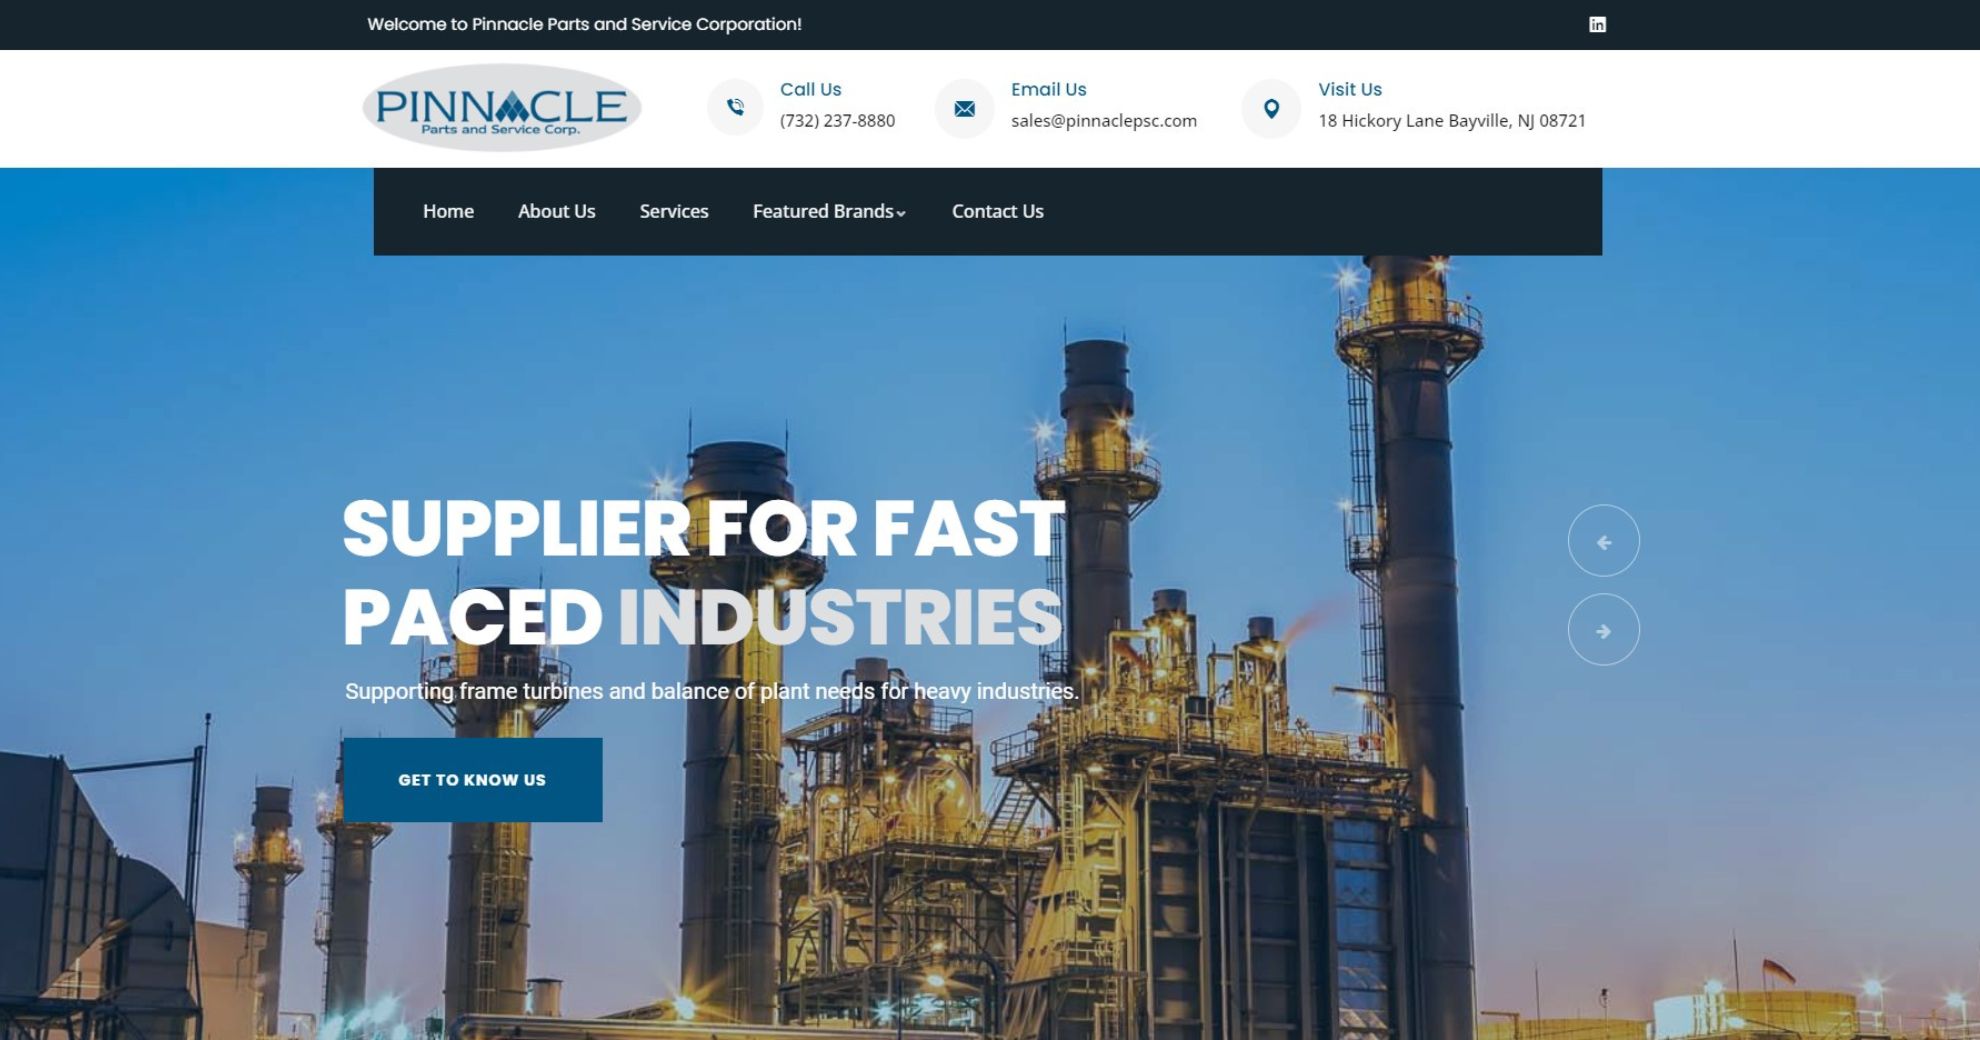 Welcome to Pinnacle Parts and Service Corporation!
in
PINNACLE
Parts and Service Corp.
Call Us
(732) 237-8880
Email Us
sales@pinnaclepsc.com
Visit Us
18 Hickory Lane Bayville, NJ 08721
Home About Us Services Featured Brands Contact Us
SUPPLIER FOR FAST
PACED INDUSTRIES
Supporting frame turbines and balance of plant needs for heavy industries.
GET TO KNOW US